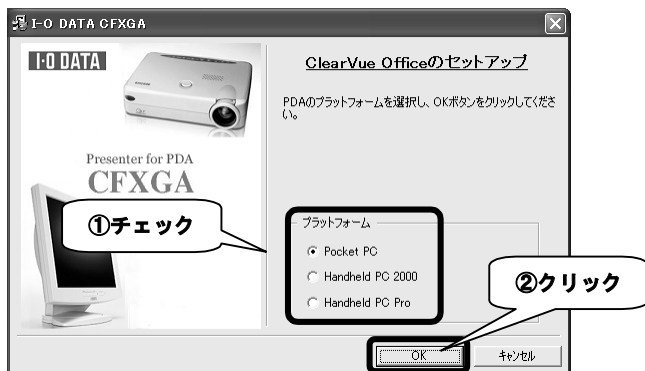 I-O DATA CFXGA
I・O DATA
ClearVue Officeのセットアップ
PDAのプラットフォームを選択し、OKボタンをクリックしてくださ
い。
Presenter for PDA
CFXGA
①チェック
プラットフォーム
Pocket PC
Handheld PC 2000
Handheld PC Pro
②クリック
OK
キャンセル